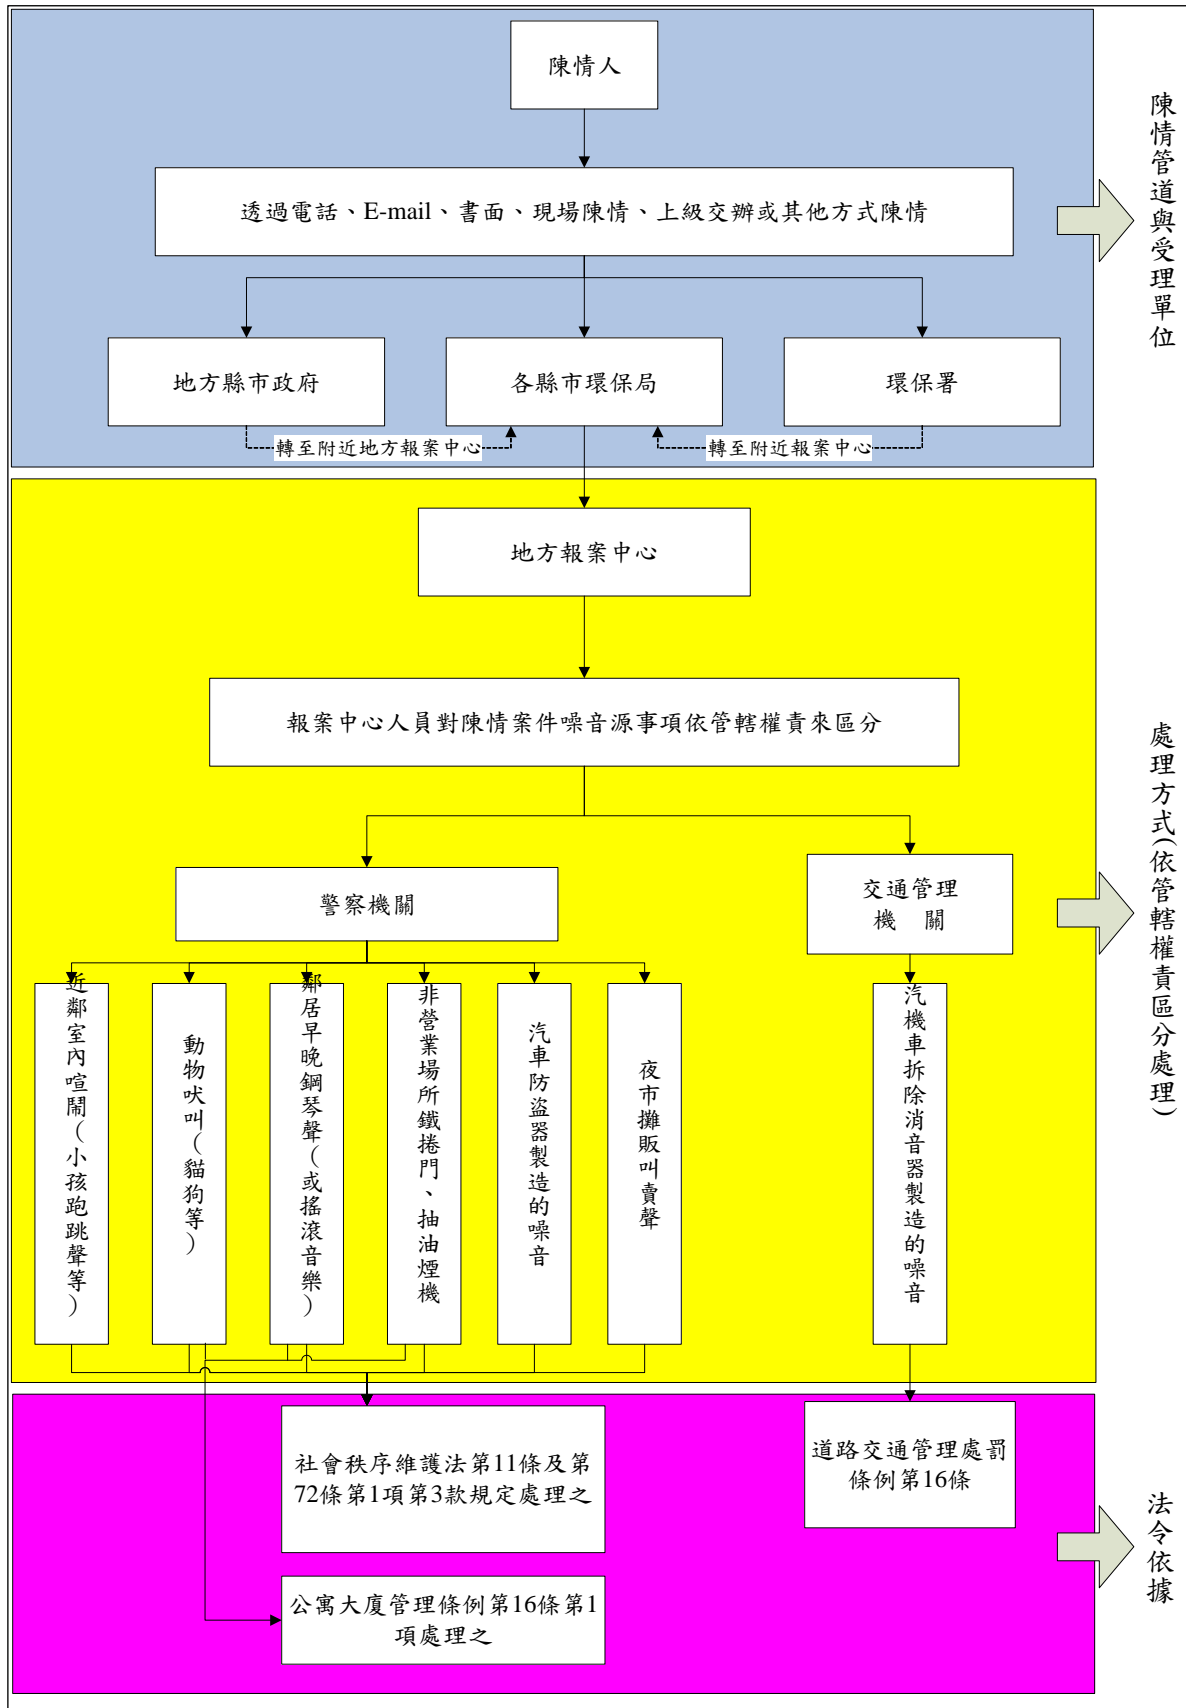 陳情人
透過電話、E-mail、書面、現場陳情、上級交辦或其他方式陳情
地方縣市政府
各縣市環保局
環保署
轉至附近地方報案中心
轉至附近報案中心
陳情管道與受理單位
地方報案中心
報案中心人員對陳情案件噪音源事項依管轄權責來區分
警察機關
交通管理
機　關
近鄰室內喧鬧（小孩跑跳聲等）
動物吠叫（貓狗等）
鄰居早晚鋼琴聲（或搖滾音樂）
非營業場所鐵捲門、抽油煙機
汽車防盜器製造的噪音
夜市攤販叫賣聲
汽機車拆除消音器製造的噪音
處理方式(依管轄權責區分處理)
社會秩序維護法第11條及第
72條第1項第3款規定處理之
道路交通管理處罰
條例第16條
公寓大廈管理條例第16條第1
項處理之
法令依據